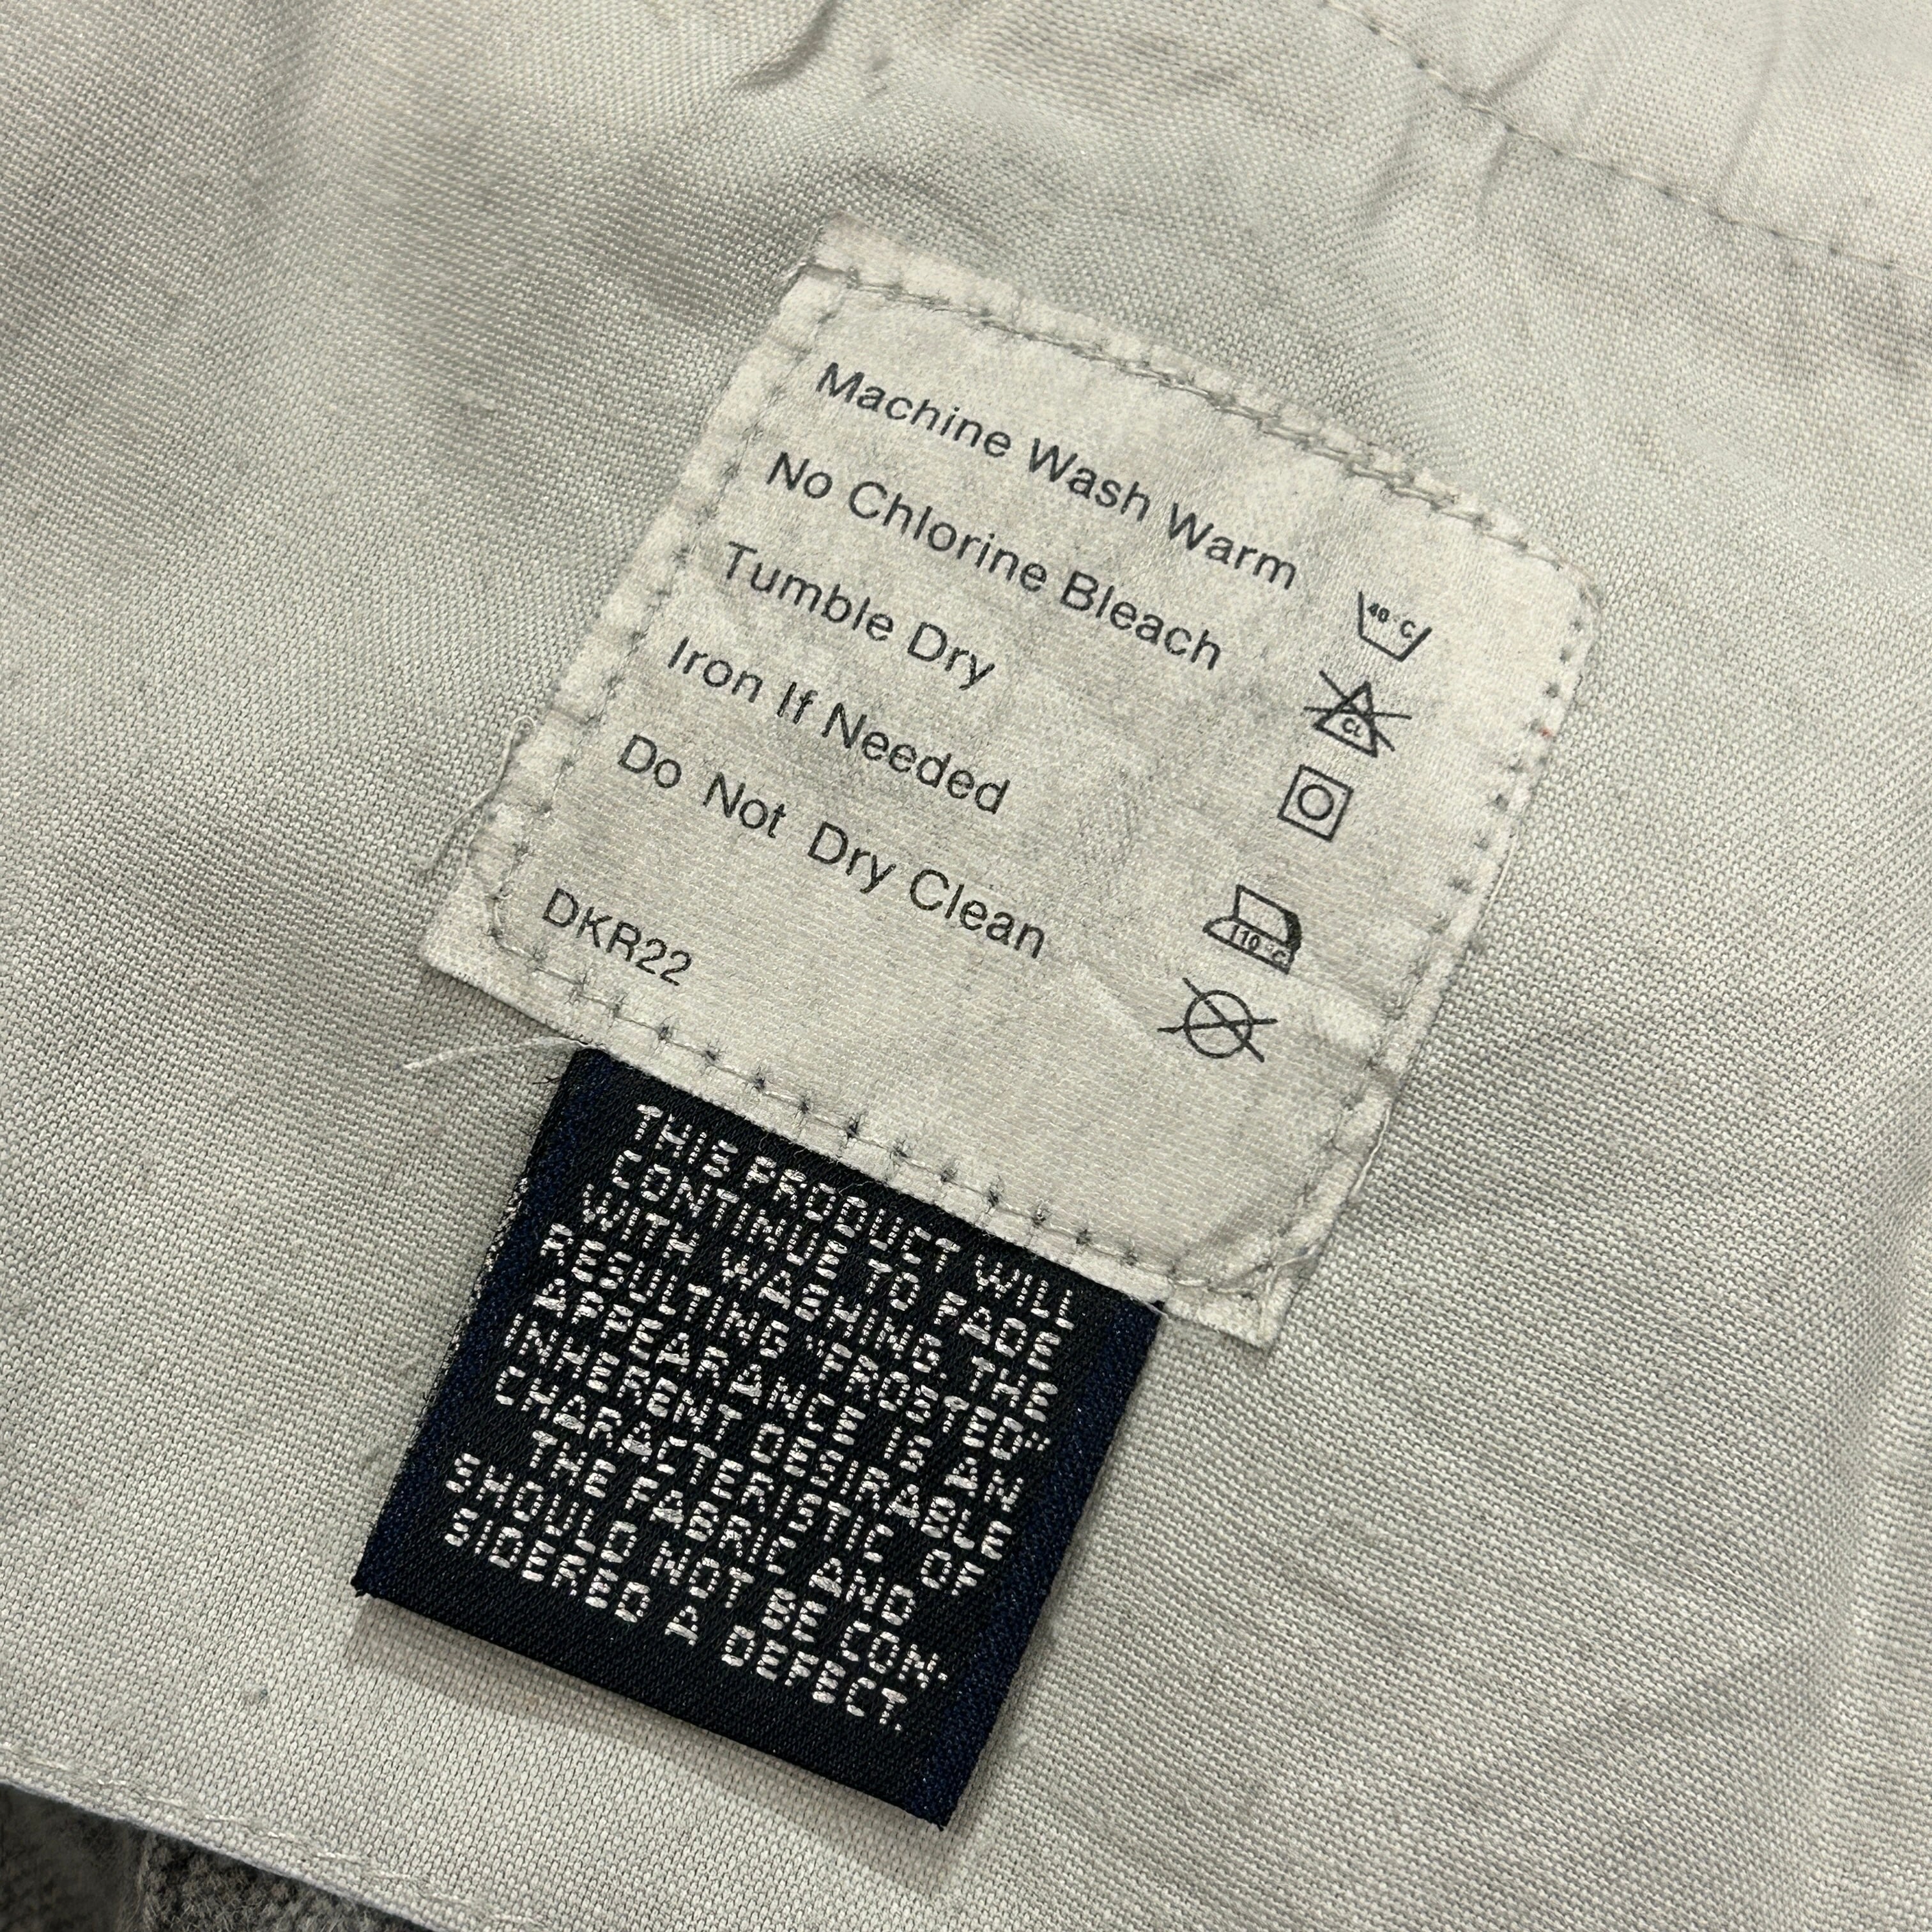 Machine Wash Warm 40°C
No Chlorine Bleach CL
Tumble Dry
Iron If Needed 110°C
Do Not Dry Clean
DKR22
THIS PRODUCT WILL
CONTINUE TO FADE
WITH WASHING. THE
RESULTING "FROSTED"
APPEARANCE IS AN
INHERENT DESIRABLE
CHARACTERISTIC OF
THE FABRIC AND
SHOULD NOT BE CON-
SIDERED A DEFECT.